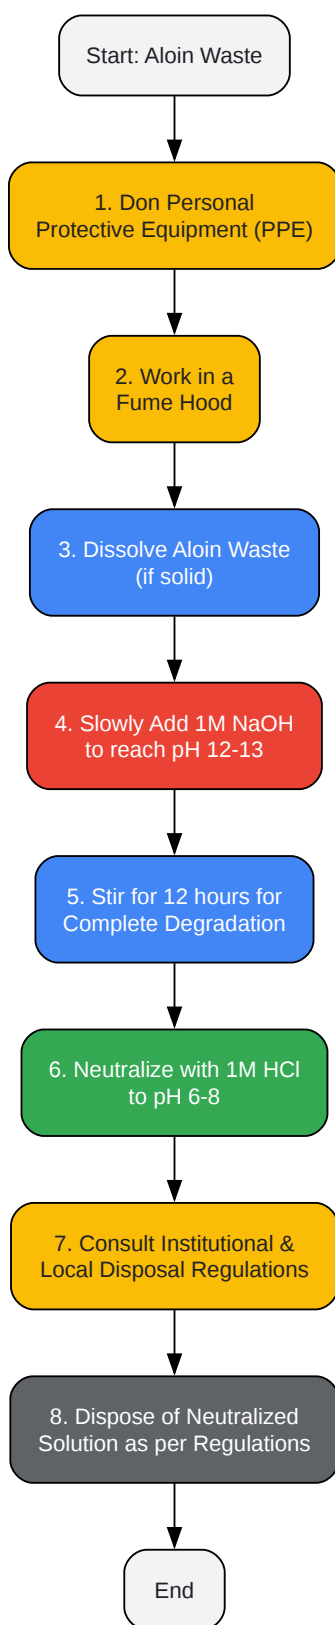 Start: Aloin Waste
1. Don Personal
Protective Equipment (PPE)
2. Work in a
Fume Hood
3. Dissolve Aloin Waste
(if solid)
4. Slowly Add 1M NaOH
to reach pH 12-13
5. Stir for 12 hours for
Complete Degradation
6. Neutralize with 1M HCl
to pH 6-8
7. Consult Institutional &
Local Disposal Regulations
8. Dispose of Neutralized
Solution as per Regulations
End